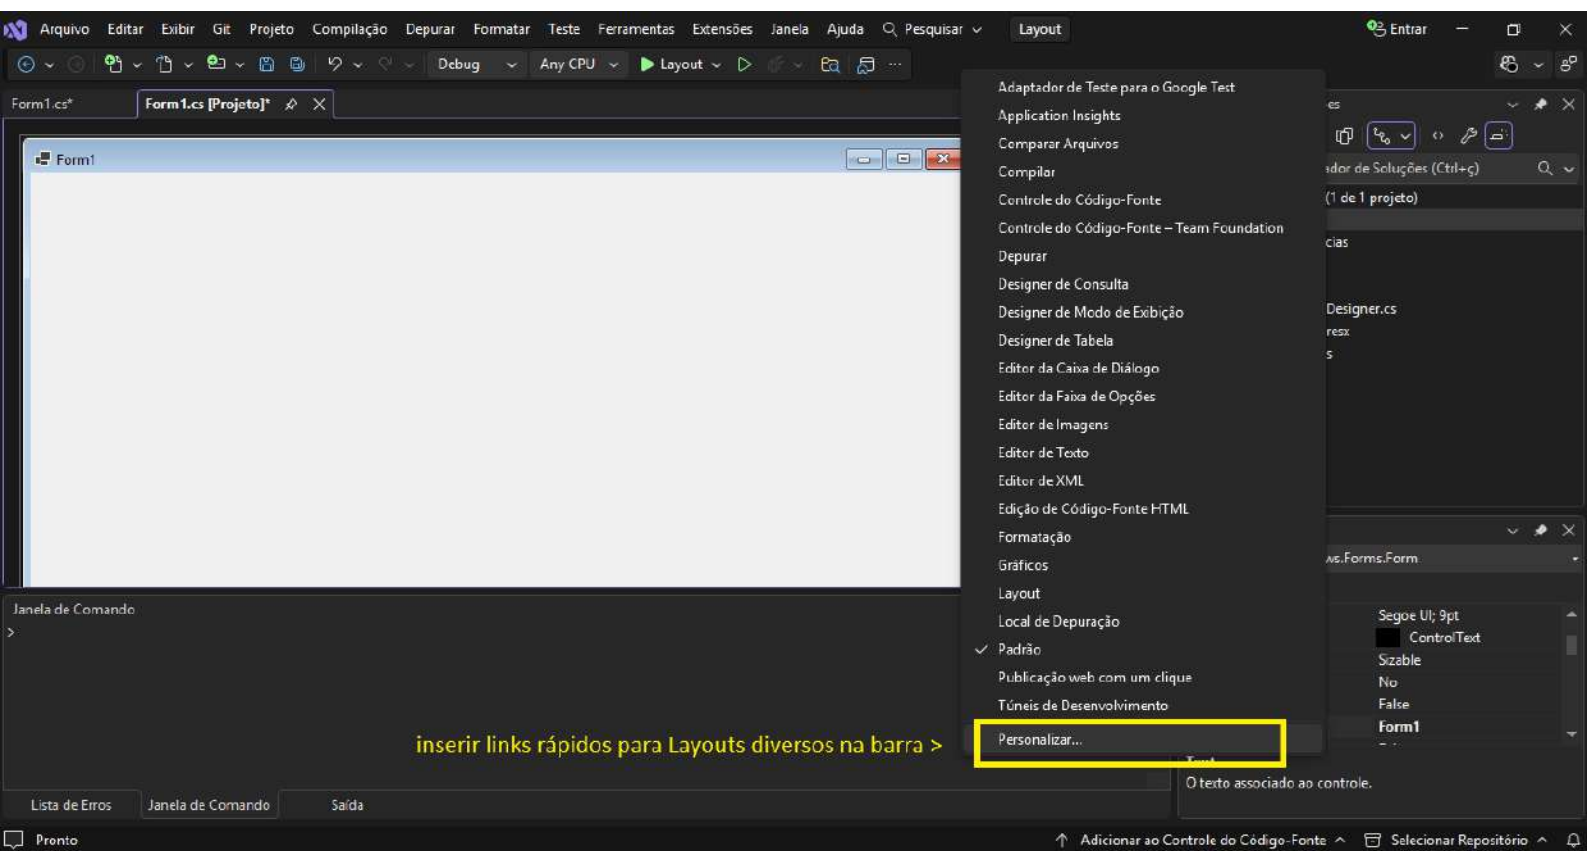 Arquivo Editar Exibir Git Projeto Compilação Depurar Formatar Teste Ferramentas Extensões Janela Ajuda Pesquisar Layout Entrar
Debug Any CPU Layout
Form1.cs* Form1.cs [Projeto]*
Form1
Adaptador de Teste para o Google Test
Application Insights
Comparar Arquivos
Compilar
Controle do Código-Fonte
Controle do Código-Fonte – Team Foundation
Depurar
Designer de Consulta
Designer de Modo de Exibição
Designer de Tabela
Editor da Caixa de Diálogo
Editor da Faixa de Opções
Editor de Imagens
Editor de Texto
Editor de XML
Edição de Código-Fonte HTML
Formatação
Gráficos
Layout
Local de Depuração
Padrão
Publicação web com um clique
Túneis de Desenvolvimento
Personalizar...
es
ador de Soluções (Ctrl+ç)
(1 de 1 projeto)
cias
Designer.cs
resx
s
ws.Forms.Form
Segoe UI; 9pt
ControlText
Sizable
No
False
Form1
Text
O texto associado ao controle.
Janela de Comando
>
inserir links rápidos para Layouts diversos na barra >
Lista de Erros Janela de Comando Saída
Pronto
Adicionar ao Controle do Código-Fonte Selecionar Repositório